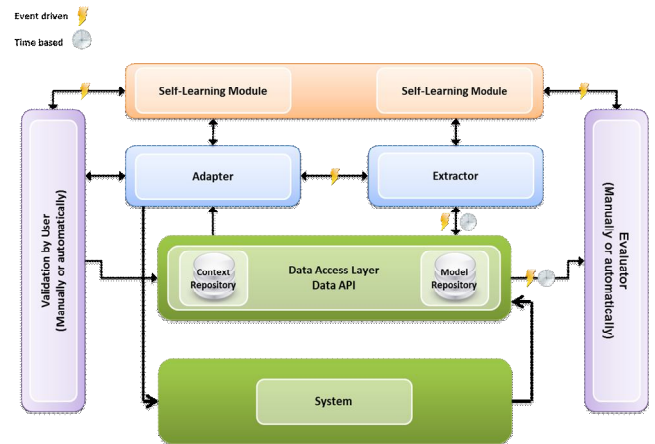 Event driven
Time based
Self-Learning Module
Self-Learning Module
Adapter
Extractor
Validation by User
(Manually or automatically)
Context
Repository
Data Access Layer
Data API
Model
Repository
Evaluator
(Manually or automatically)
System